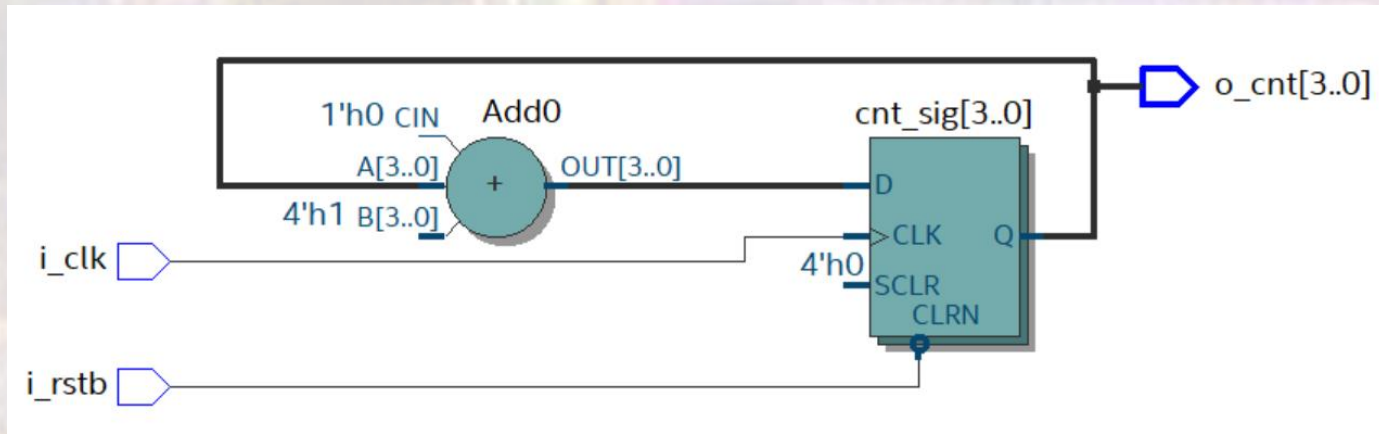 o_cnt[3..0]
1'h0 CIN
Add0
cnt_sig[3..0]
A[3..0]
+
OUT[3..0]
D
4'h1 B[3..0]
i_clk
CLK
Q
4'h0
SCLR
CLRN
i_rstb